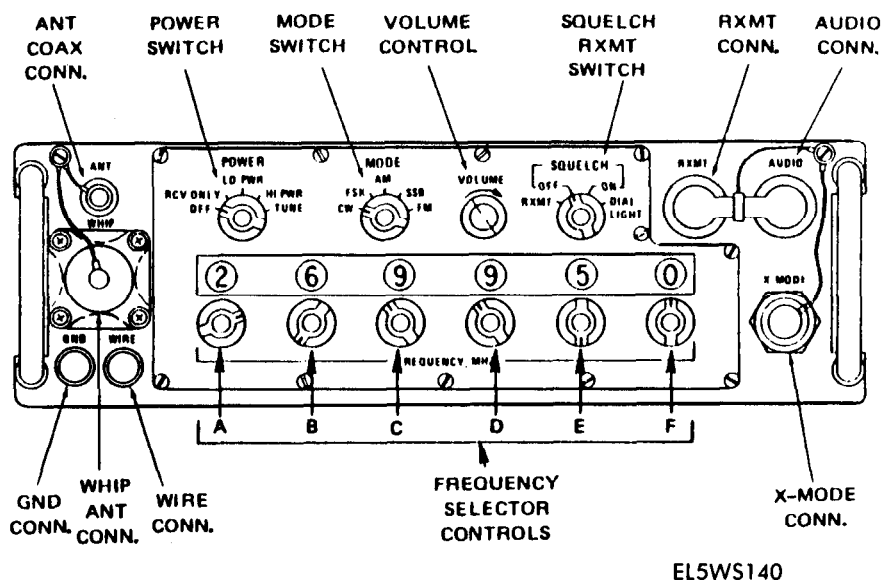 ANT
COAX
CONN.
POWER
SWITCH
MODE
SWITCH
VOLUME
CONTROL
SQUELCH
RXMT
SWITCH
RXMT
CONN.
AUDIO
CONN.
ANT
WHIP
GND
WIRE
POWER
LO PWR
RCV ONLY
HI PWR
OFF
TUNE
MODE
AM
FSK
SSB
CW
FM
VOLUME
SQUELCH
OFF
ON
RXMT
DIAL
LIGHT
RXMT
AUDIO
X MODE
2 6 9 9 5 0
FREQUENCY MH
A B C D E F
GND
CONN.
WHIP
ANT
CONN.
WIRE
CONN.
FREQUENCY
SELECTOR
CONTROLS
X-MODE
CONN.
EL5WS140